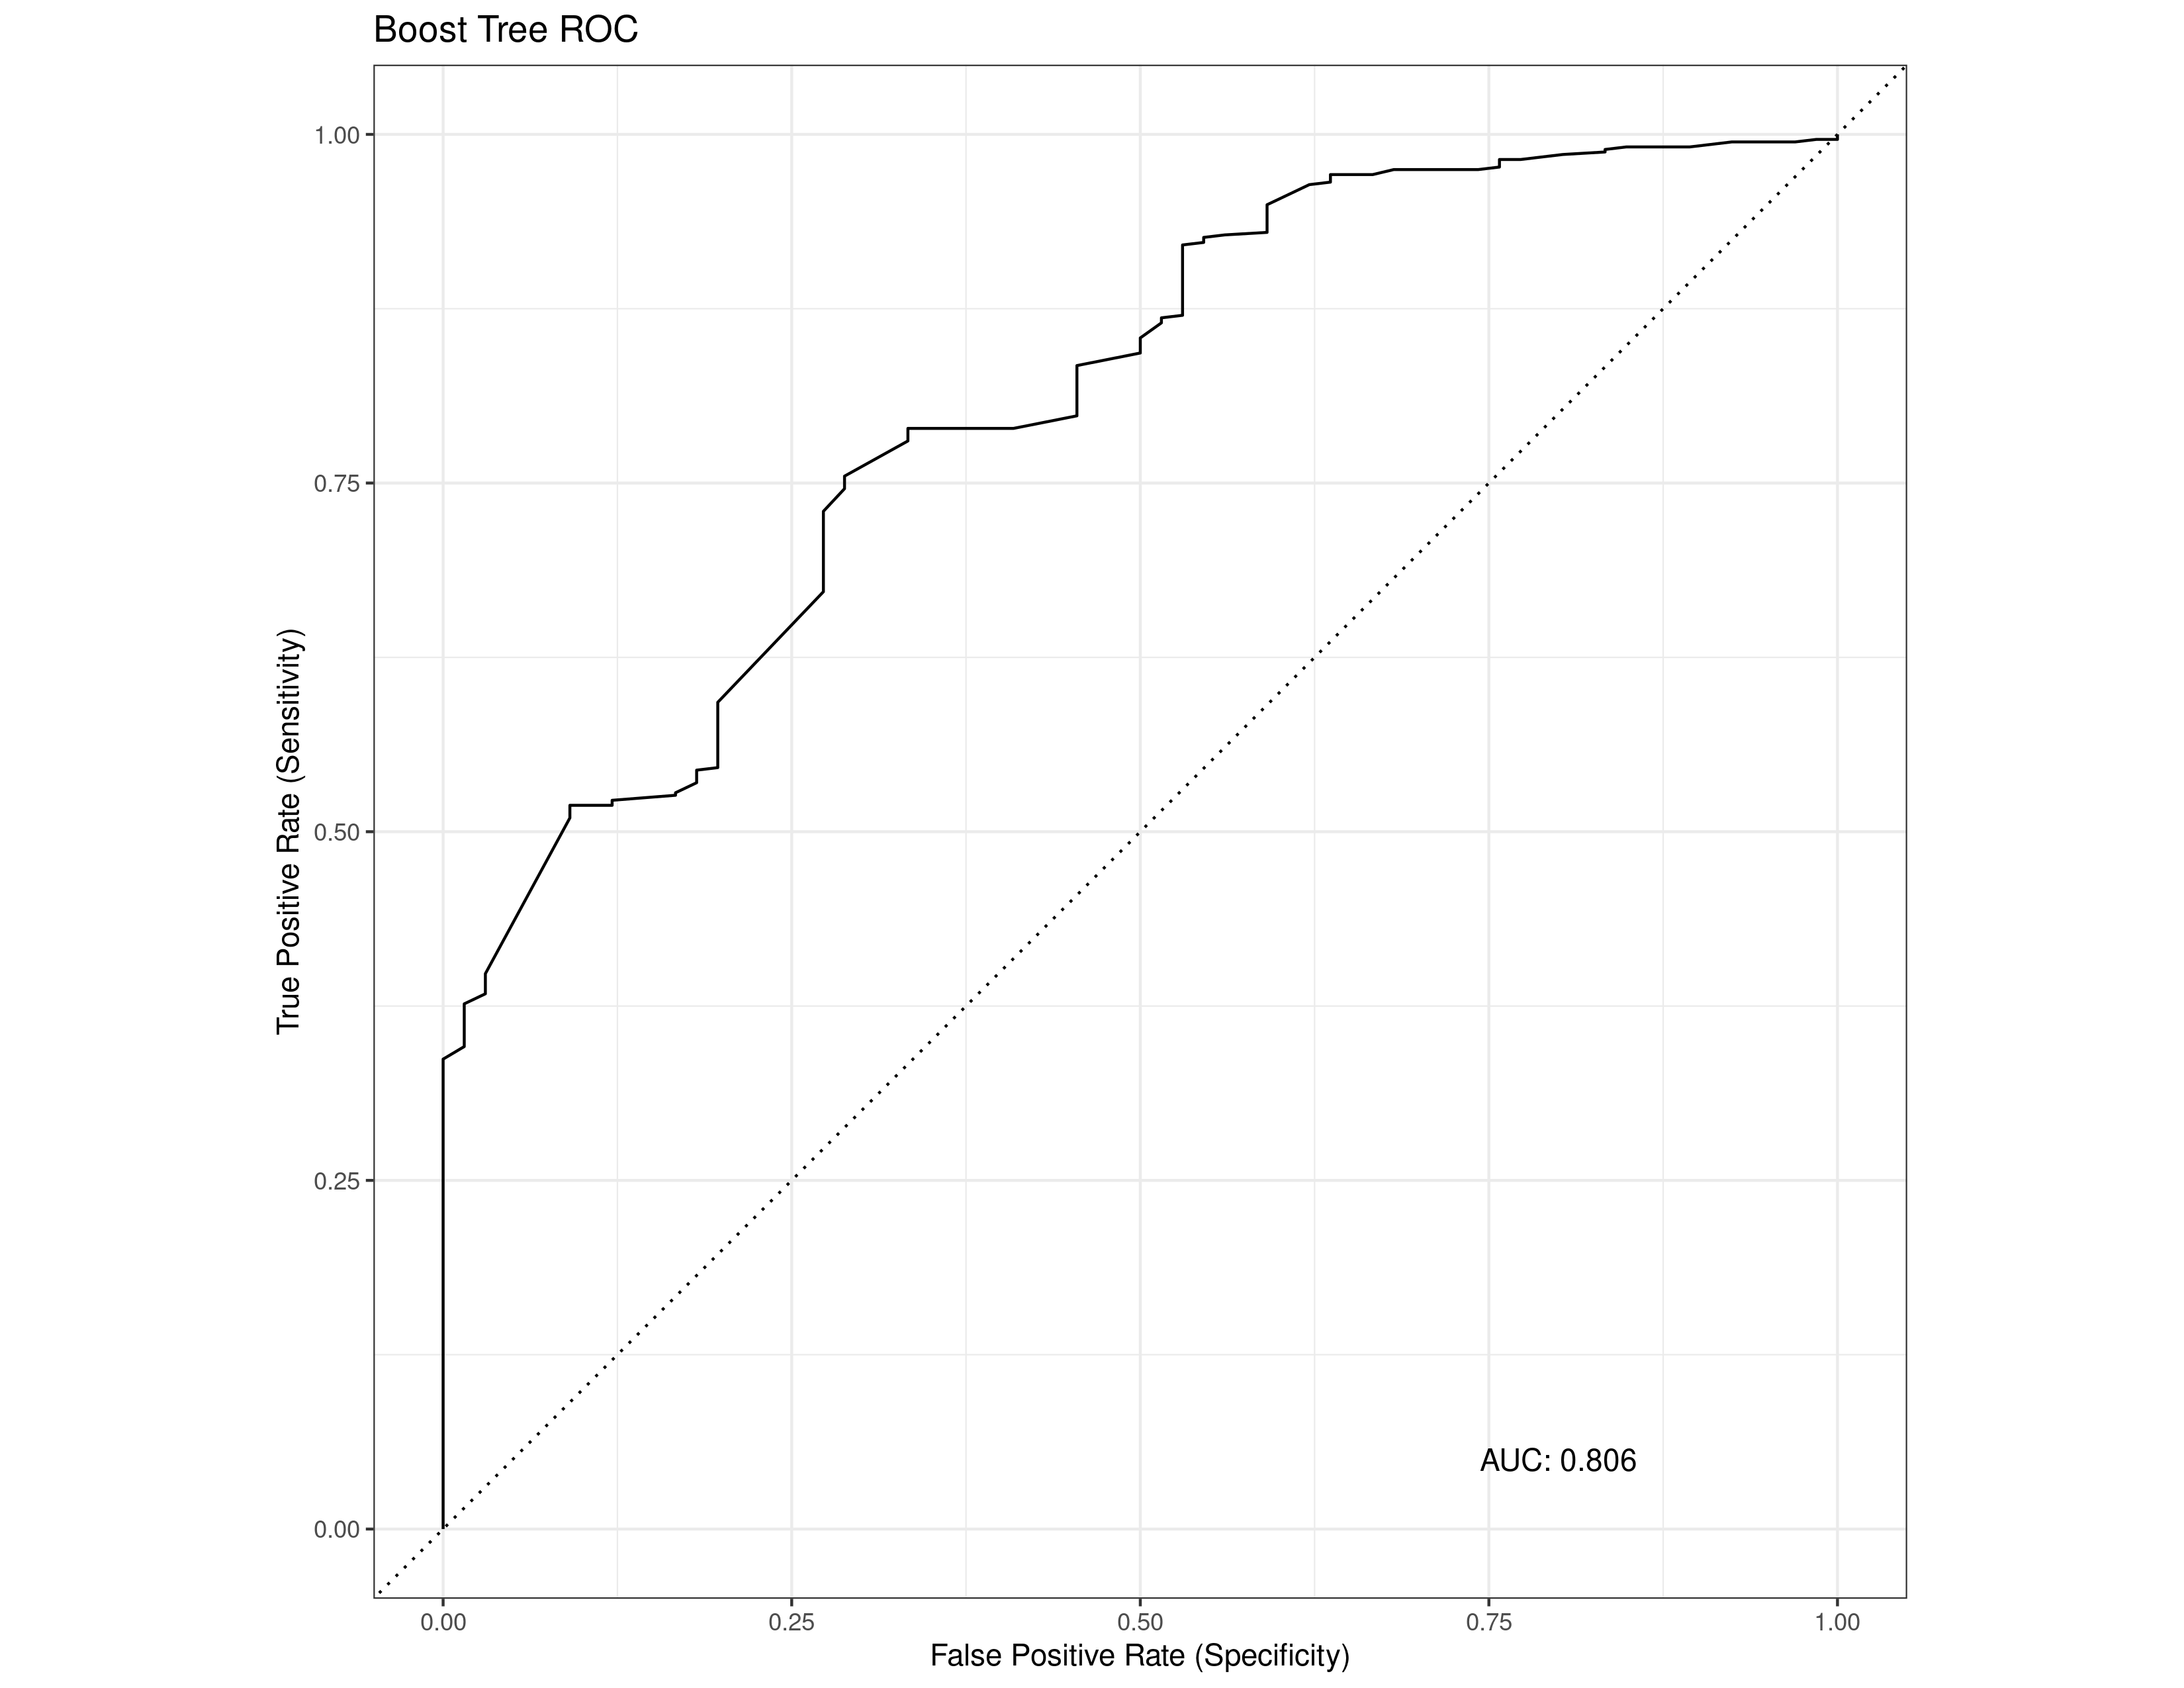 Boost Tree ROC
True Positive Rate (Sensitivity)
1.00
0.75
0.50
0.25
0.00
AUC: 0.806
0.00 0.25 0.50 0.75 1.00
False Positive Rate (Specificity)